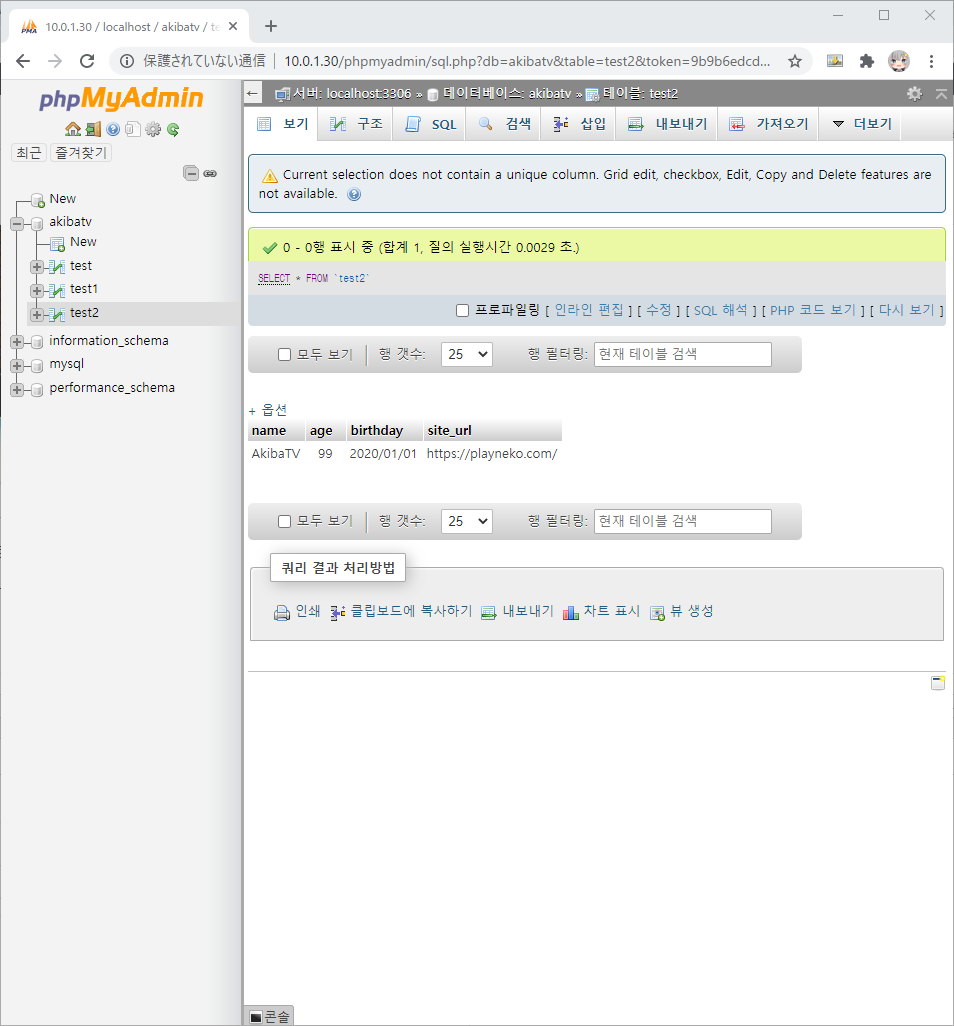 10.0.1.30 / localhost / akibatv / te
保護されていない通信 10.0.1.30/phpmyadmin/sql.php?db=akibatv&table=test2&token=9b9b6edcd...
phpMyAdmin
최근 즐겨찾기
New
akibatv
New
test
test1
test2
information_schema
mysql
performance_schema
서버: localhost:3306 » 데이터베이스: akibatv » 테이블: test2
보기 구조 SQL 검색 삽입 내보내기 가져오기 더보기
Current selection does not contain a unique column. Grid edit, checkbox, Edit, Copy and Delete features are
not available.
0 - 0행 표시 중 (합계 1, 질의 실행시간 0.0029 초.)
SELECT * FROM `test2`
프로파일링 [ 인라인 편집 ] [ 수정 ] [ SQL 해석 ] [ PHP 코드 보기 ] [ 다시 보기 ]
모두 보기 행 갯수: 25 행 필터링: 현재 테이블 검색
+ 옵션
name age birthday site_url
AkibaTV 99 2020/01/01 https://playneko.com/
모두 보기 행 갯수: 25 행 필터링: 현재 테이블 검색
쿼리 결과 처리방법
인쇄 클립보드에 복사하기 내보내기 차트 표시 뷰 생성
콘솔